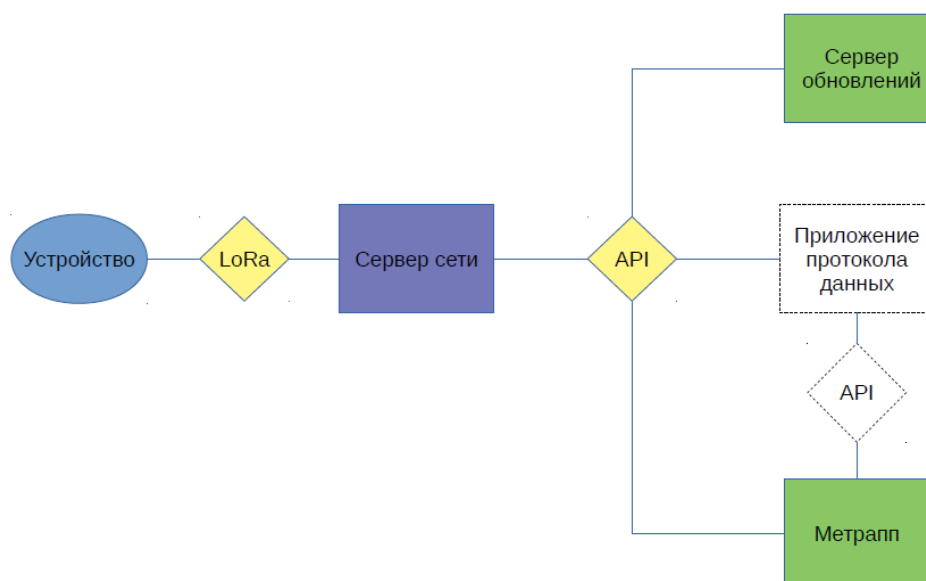 Сервер
обновлений
Устройство
LoRa
Сервер сети
API
Приложение
протокола
данных
API
Метрапп